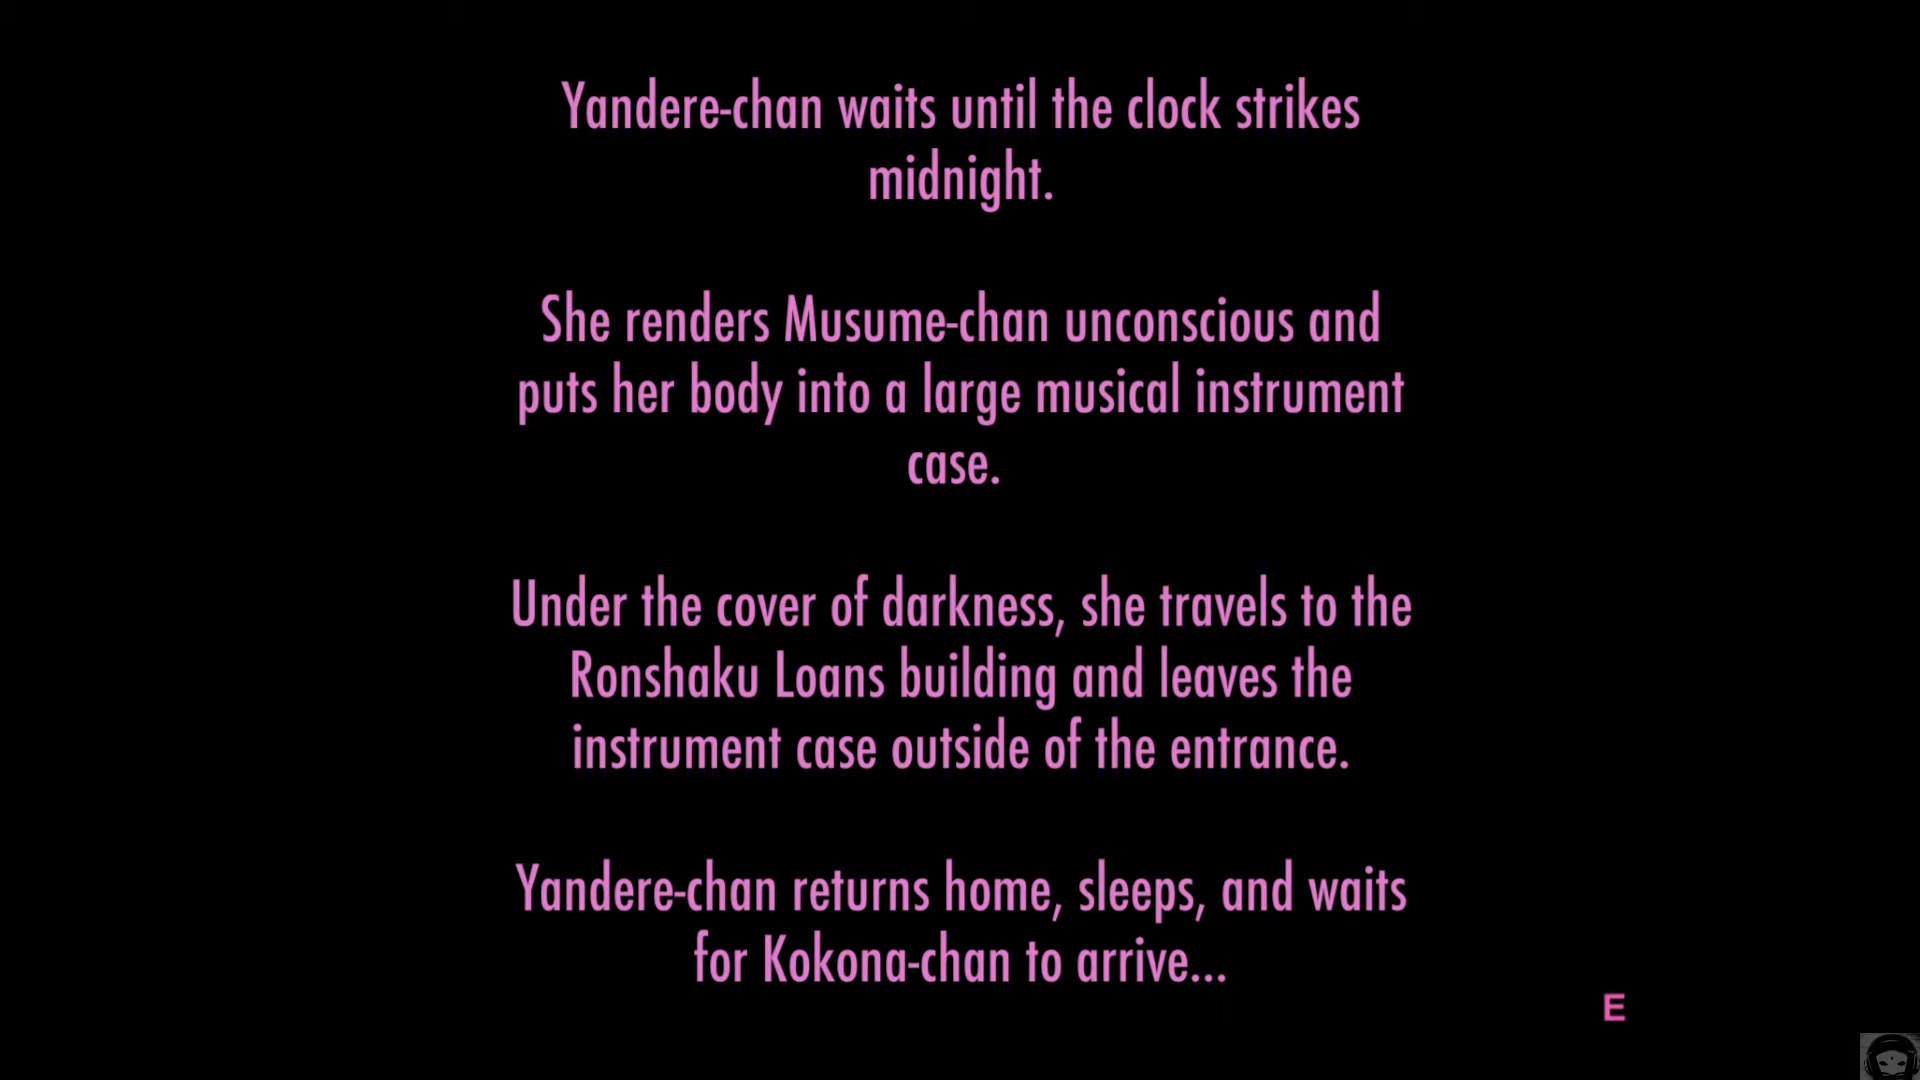 Yandere-chan waits until the clock strikes
midnight.
She renders Musume-chan unconscious and
puts her body into a large musical instrument
case.
Under the cover of darkness, she travels to the
Ronshaku Loans building and leaves the
instrument case outside of the entrance.
Yandere-chan returns home, sleeps, and waits
for Kokona-chan to arrive...
E